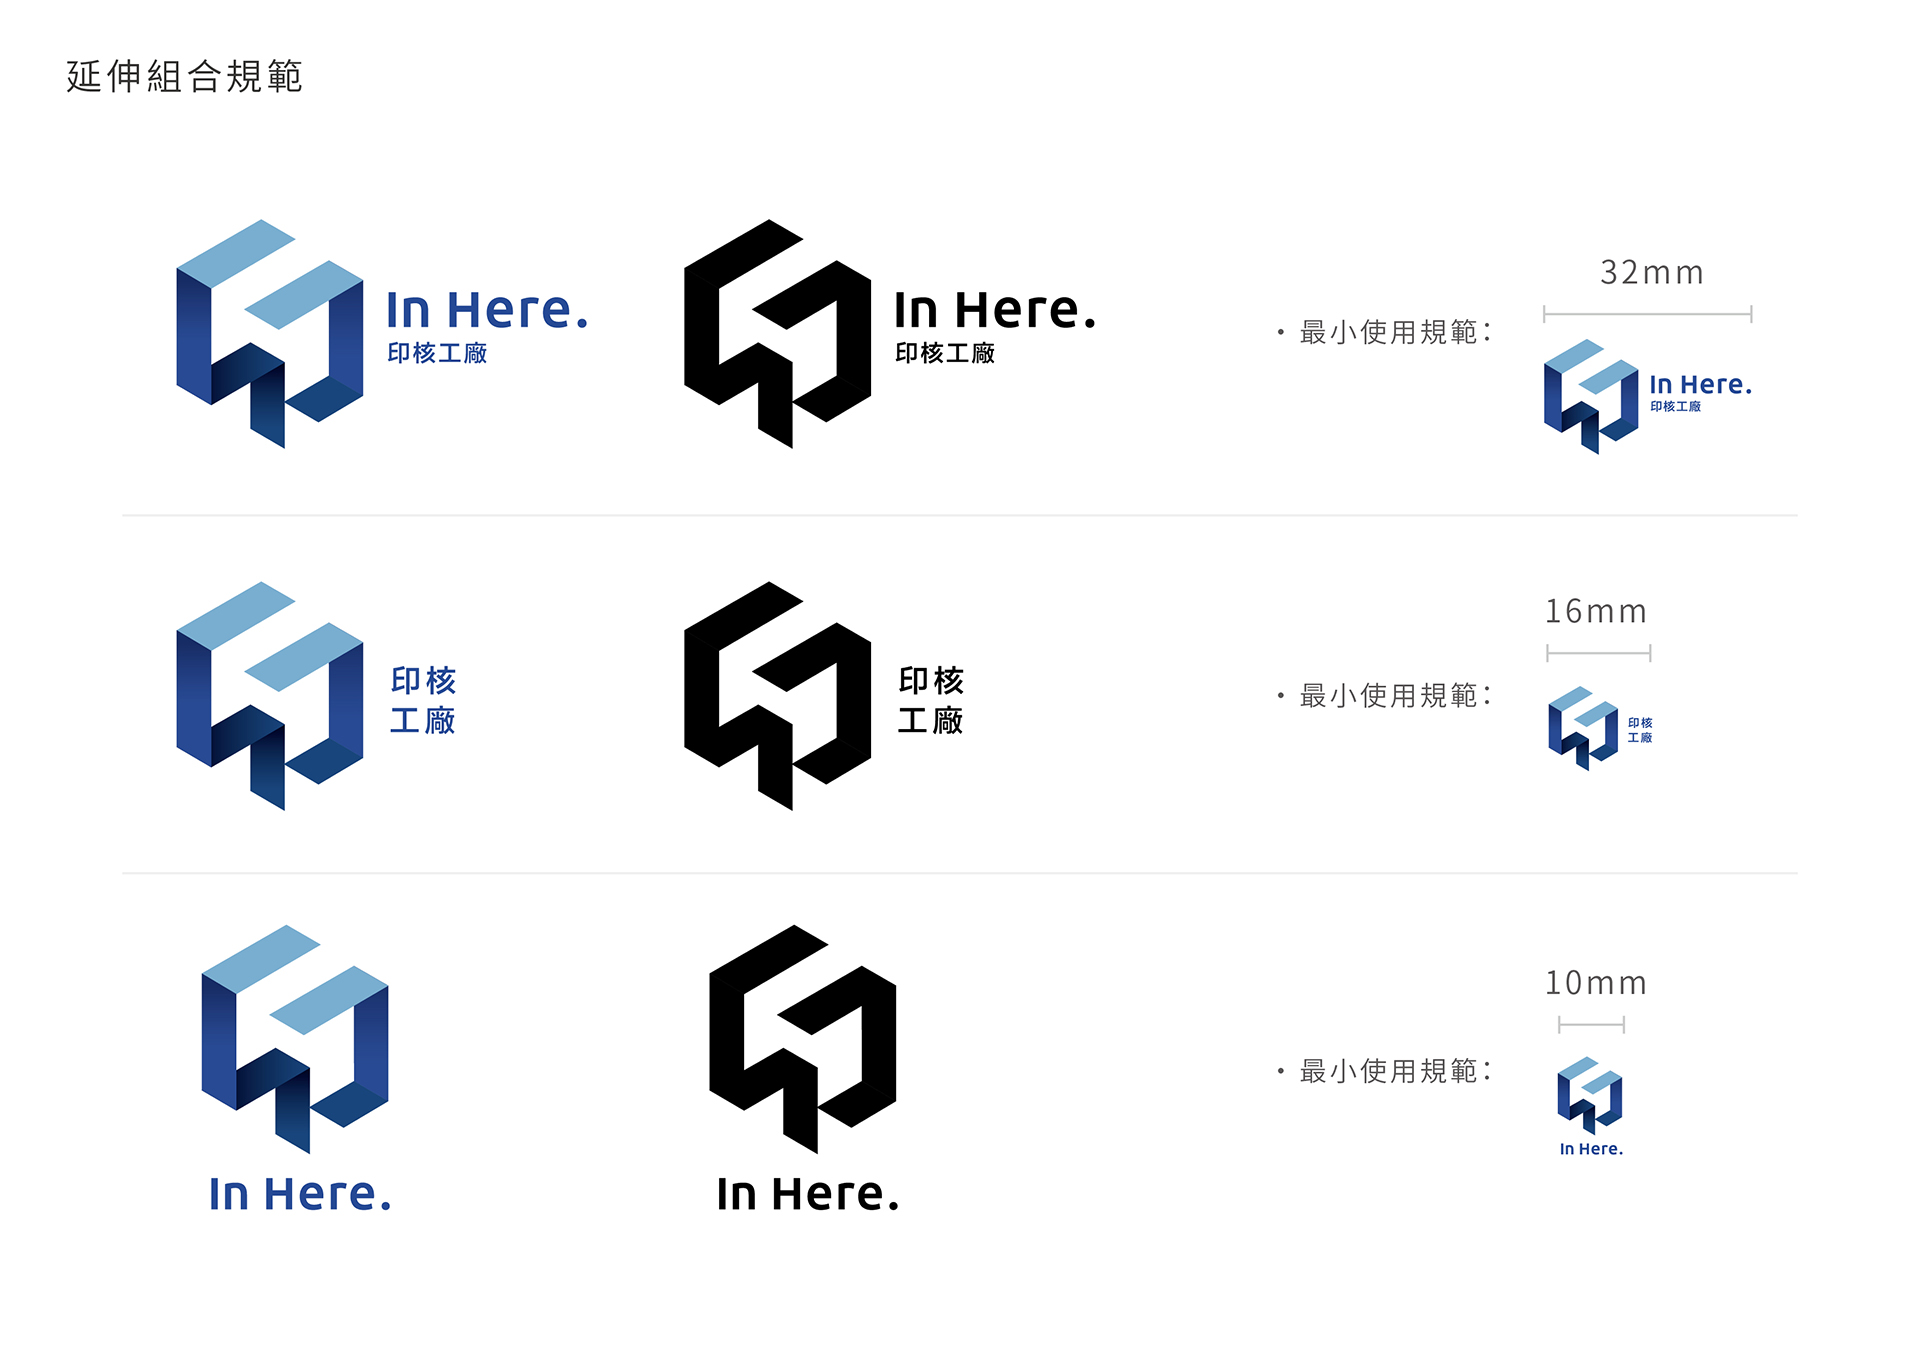 延伸組合規範
In Here.
印核工廠
In Here.
印核工廠
・最小使用規範：
32mm
In Here.
印核工廠
印核
工廠
印核
工廠
・最小使用規範：
16mm
印核
工廠
In Here.
In Here.
・最小使用規範：
10mm
In Here.